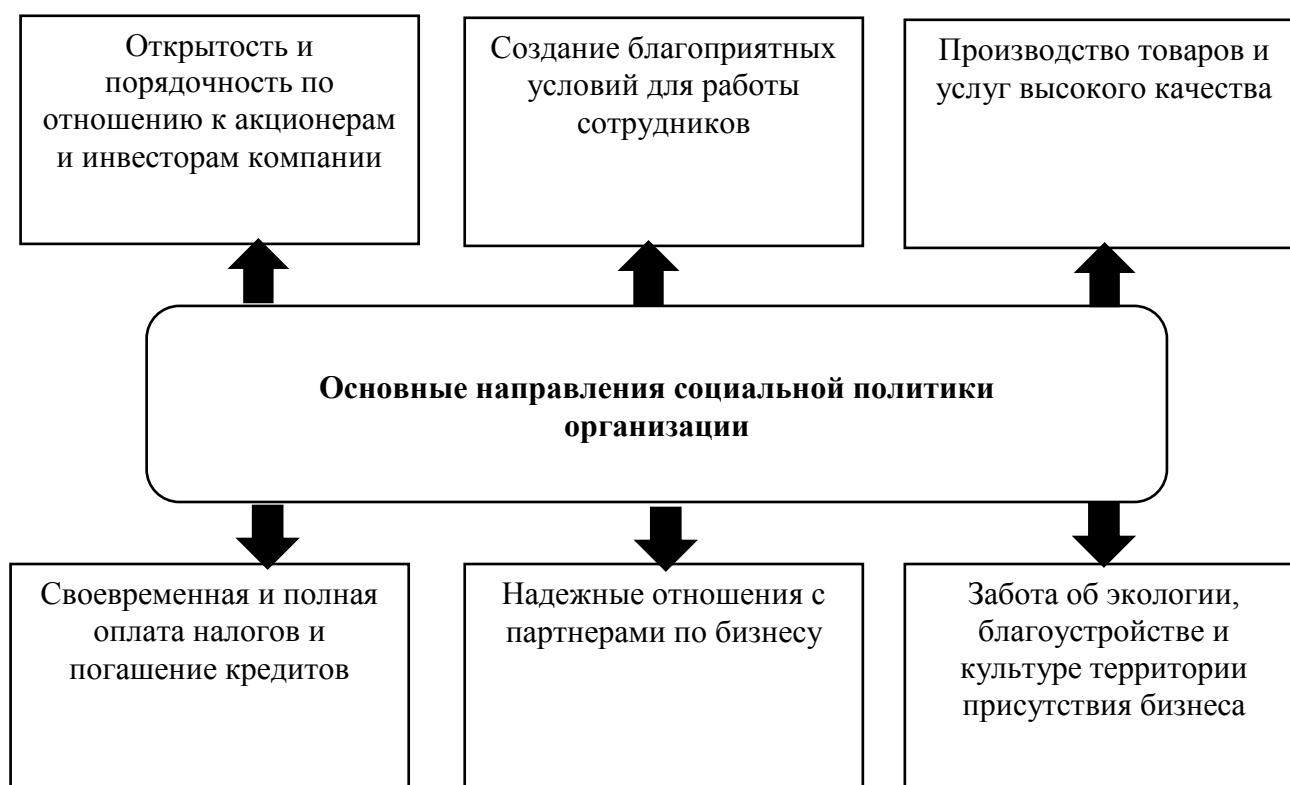 Открытость и
порядочность по
отношению к акционерам
и инвесторам компании
Создание благоприятных
условий для работы
сотрудников
Производство товаров и
услуг высокого качества
Основные направления социальной политики
организации
Своевременная и полная
оплата налогов и
погашение кредитов
Надежные отношения с
партнерами по бизнесу
Забота об экологии,
благоустройстве и
культуре территории
присутствия бизнеса